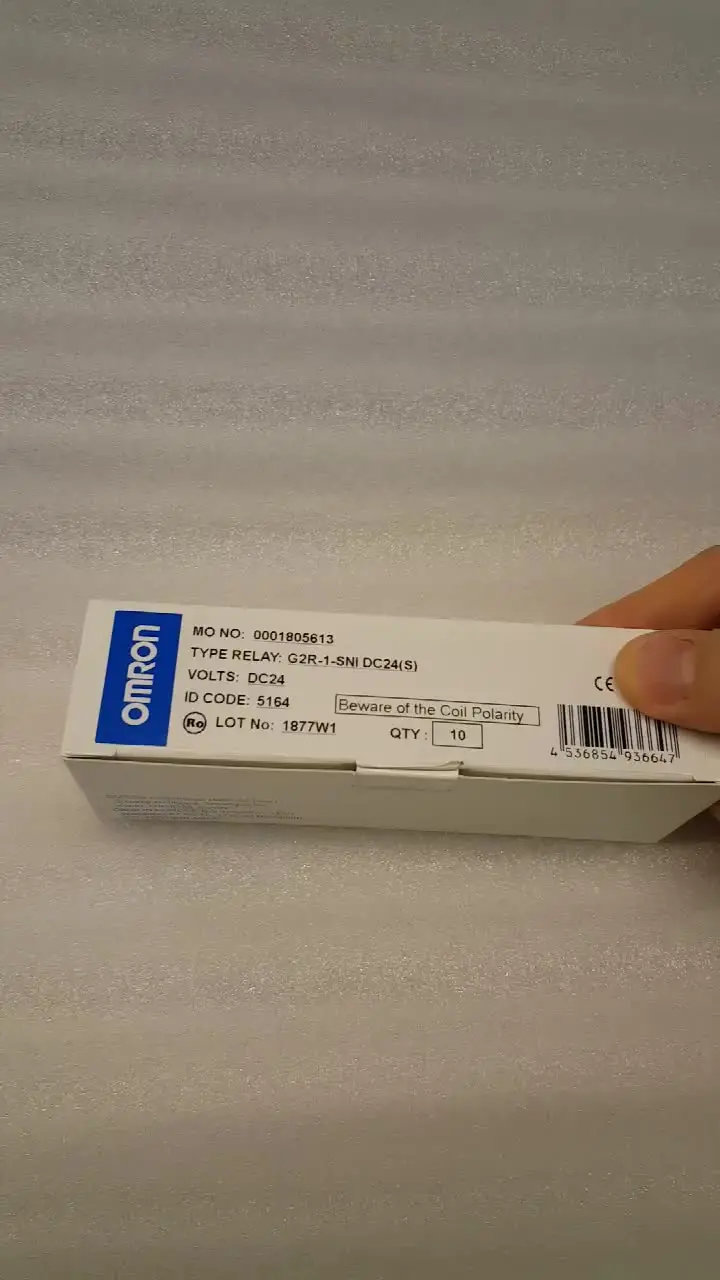 OMRON
MO NO: 0001805613
TYPE RELAY: G2R-1-SNI DC24(S)
VOLTS: DC24
ID CODE: 5164
Ro LOT No: 1877W1
Beware of the Coil Polarity
QTY : 10
CE
4 536854 936647